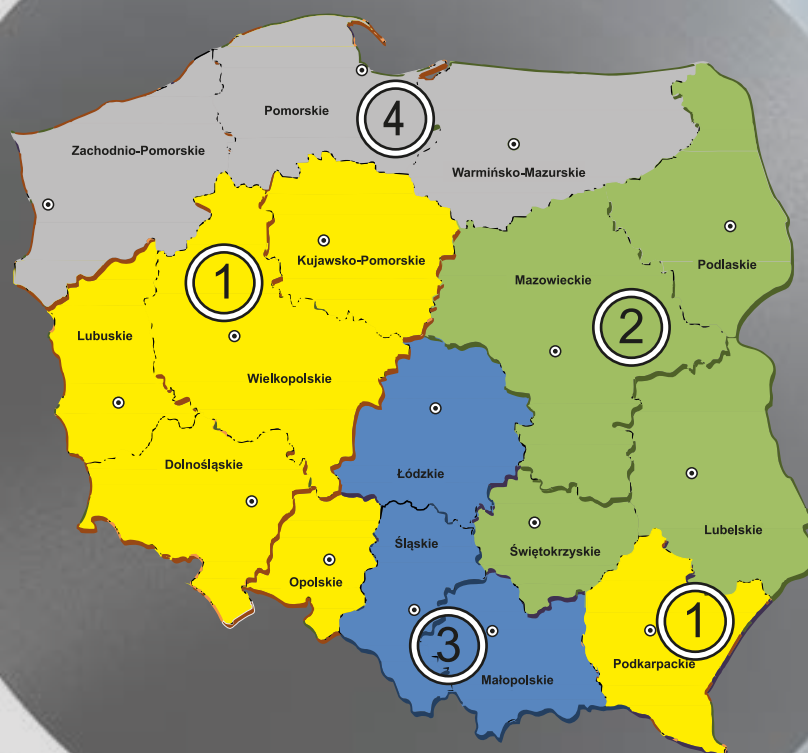 Pomorskie
4
Zachodnio-Pomorskie
Warmińsko-Mazurskie
1
Kujawsko-Pomorskie
Mazowieckie
Podlaskie
2
Lubuskie
Wielkopolskie
Dolnośląskie
Łódzkie
Lubelskie
Śląskie
Świętokrzyskie
Opolskie
1
3
Podkarpackie
Małopolskie